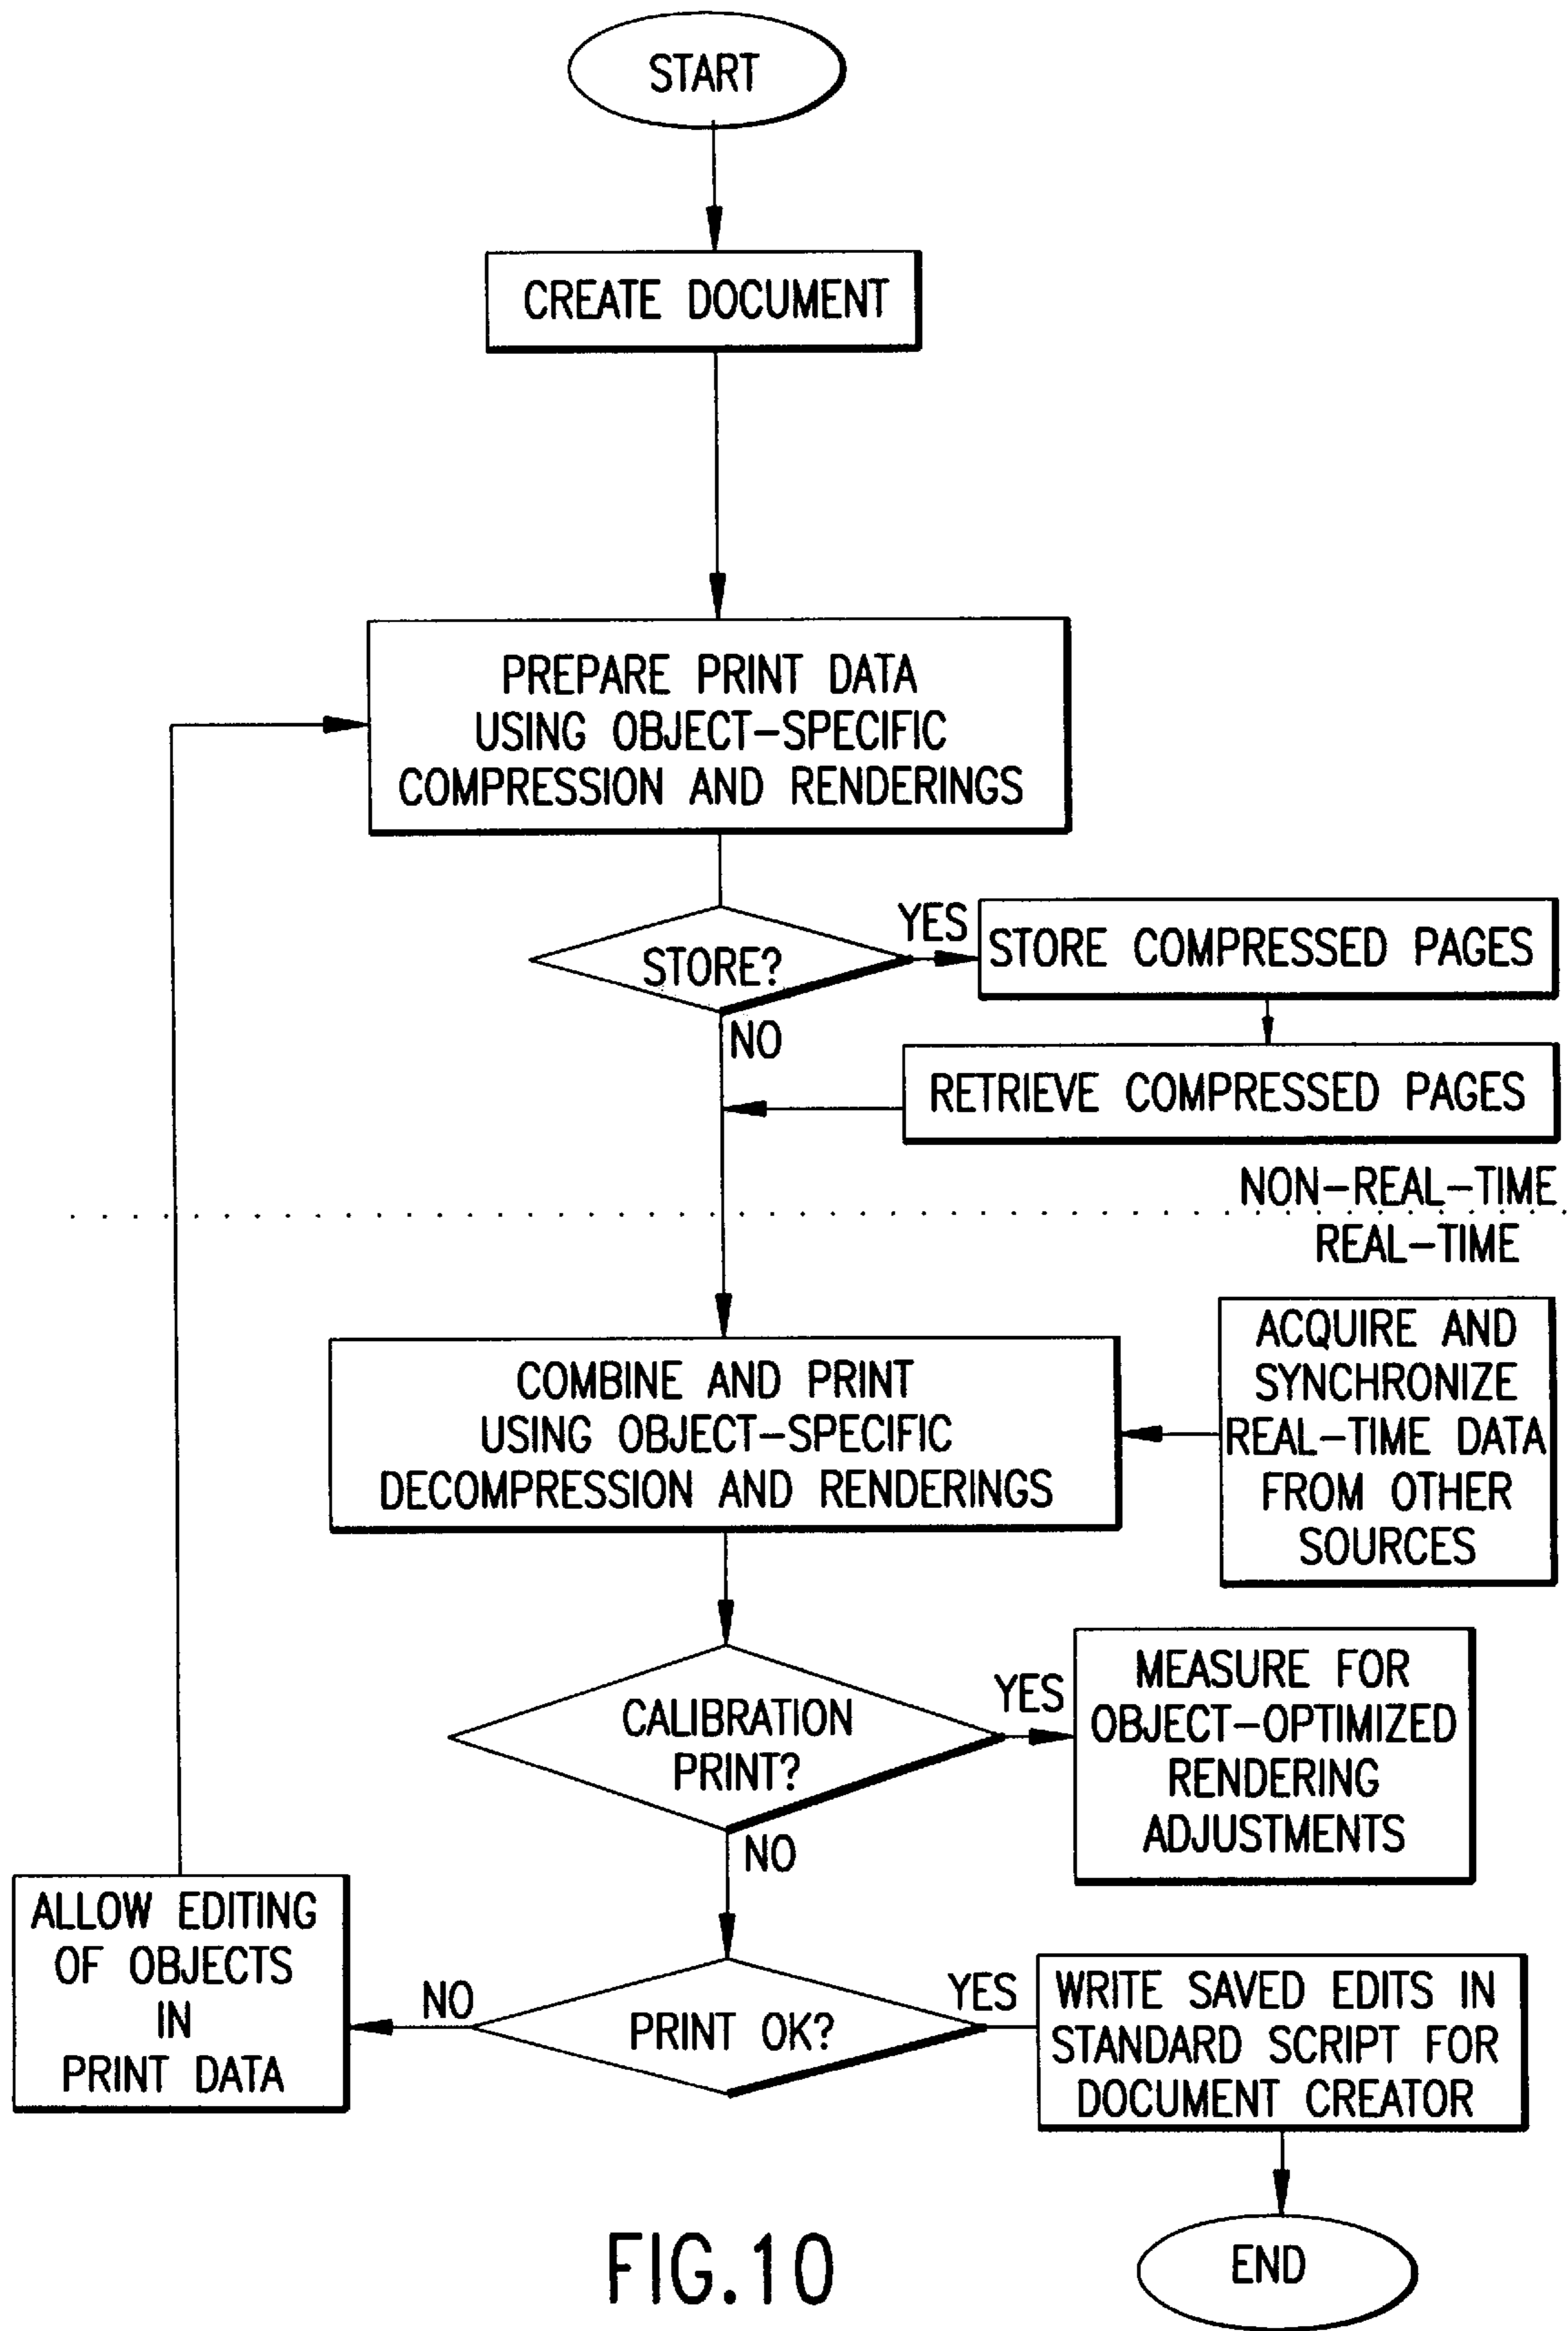 START
CREATE DOCUMENT
PREPARE PRINT DATA
USING OBJECT-SPECIFIC
COMPRESSION AND RENDERINGS
STORE?
YES
STORE COMPRESSED PAGES
NO
RETRIEVE COMPRESSED PAGES
NON-REAL-TIME
REAL-TIME
COMBINE AND PRINT
USING OBJECT-SPECIFIC
DECOMPRESSION AND RENDERINGS
ACQUIRE AND
SYNCHRONIZE
REAL-TIME DATA
FROM OTHER
SOURCES
CALIBRATION
PRINT?
YES
MEASURE FOR
OBJECT-OPTIMIZED
RENDERING
ADJUSTMENTS
NO
ALLOW EDITING
OF OBJECTS
IN
PRINT DATA
NO
PRINT OK?
YES
WRITE SAVED EDITS IN
STANDARD SCRIPT FOR
DOCUMENT CREATOR
END
FIG.10